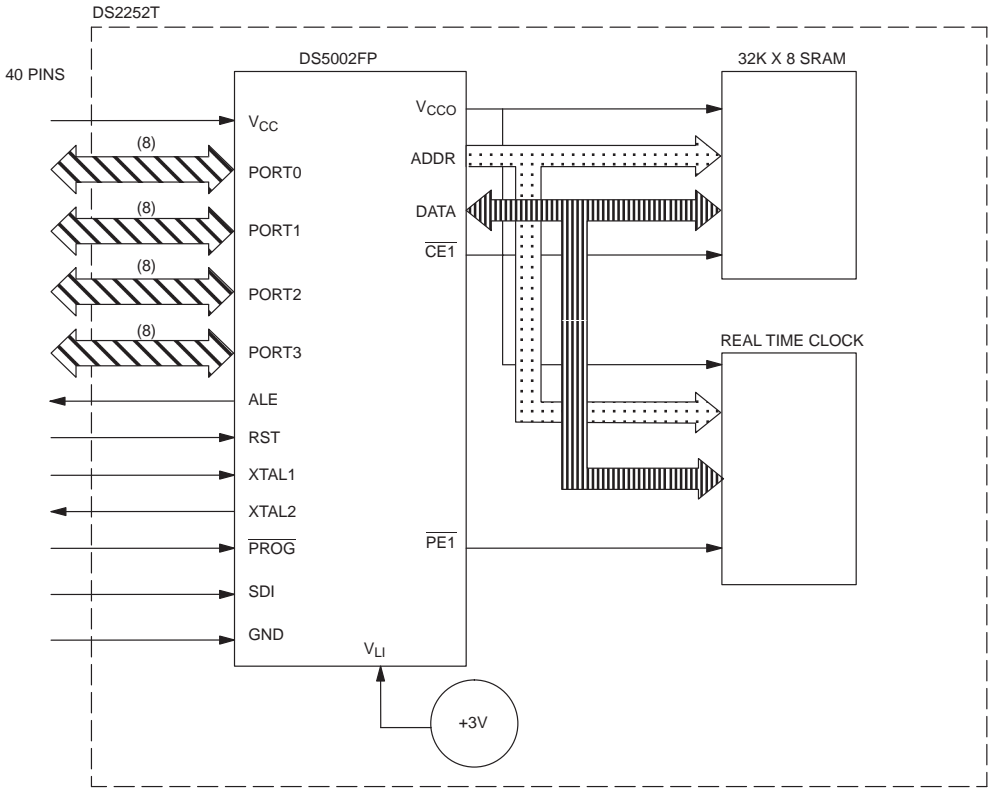 DS2252T
40 PINS
DS5002FP
32K X 8 SRAM
VCC
(8)
PORT0
(8)
PORT1
(8)
PORT2
(8)
PORT3
ALE
RST
XTAL1
XTAL2
PROG
SDI
GND
VCCO
ADDR
DATA
CE1
PE1
VLI
+3V
REAL TIME CLOCK